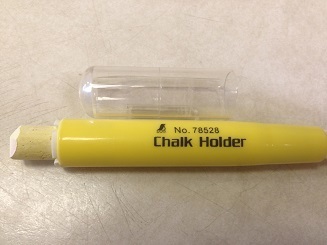 No. 78528
Chalk Holder